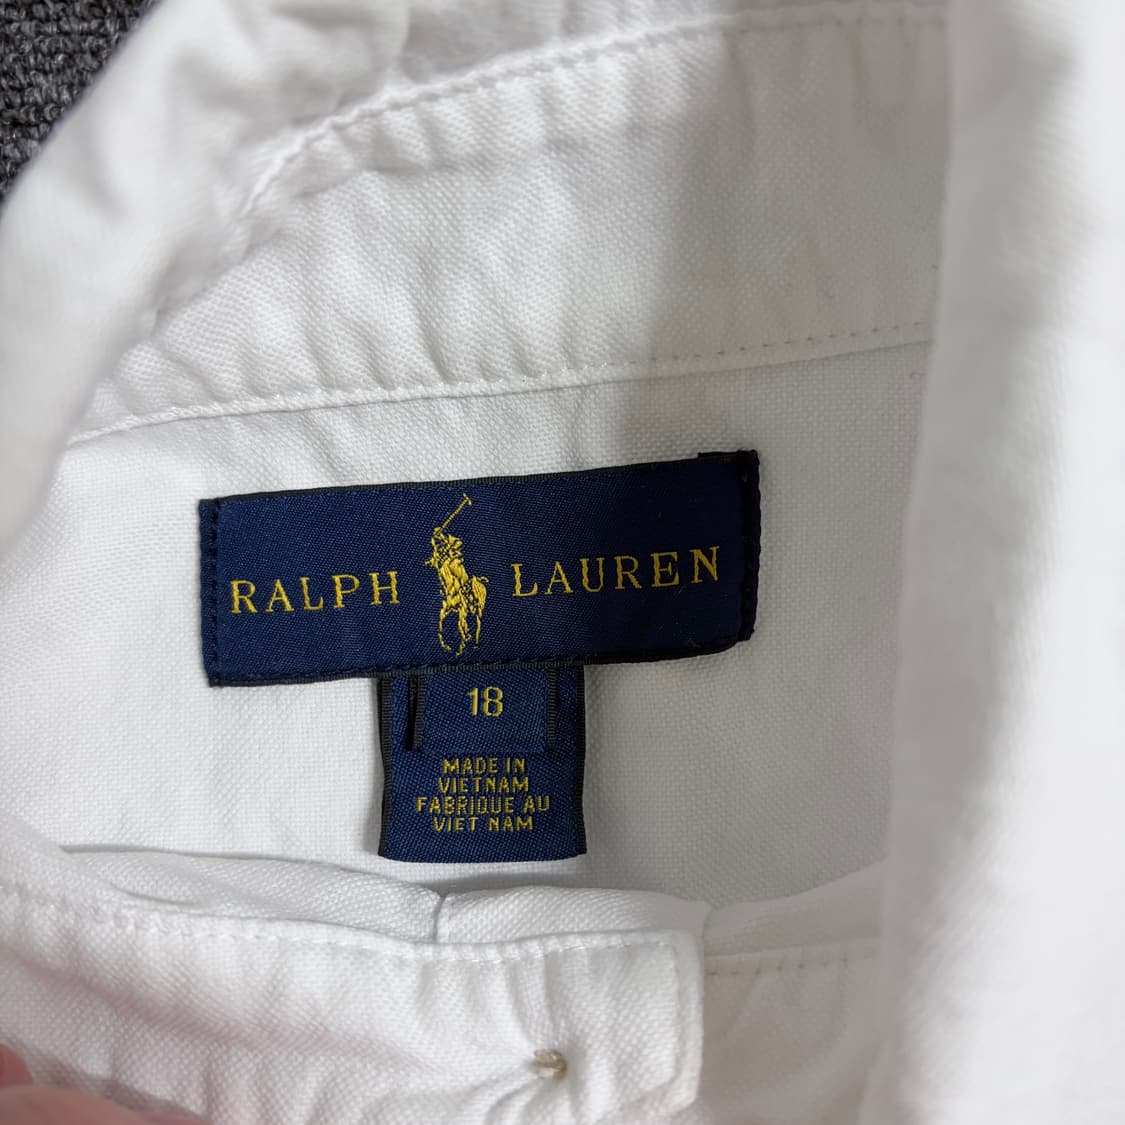 RALPH LAUREN
18
MADE IN
VIETNAM
FABRIQUE AU
VIET NAM